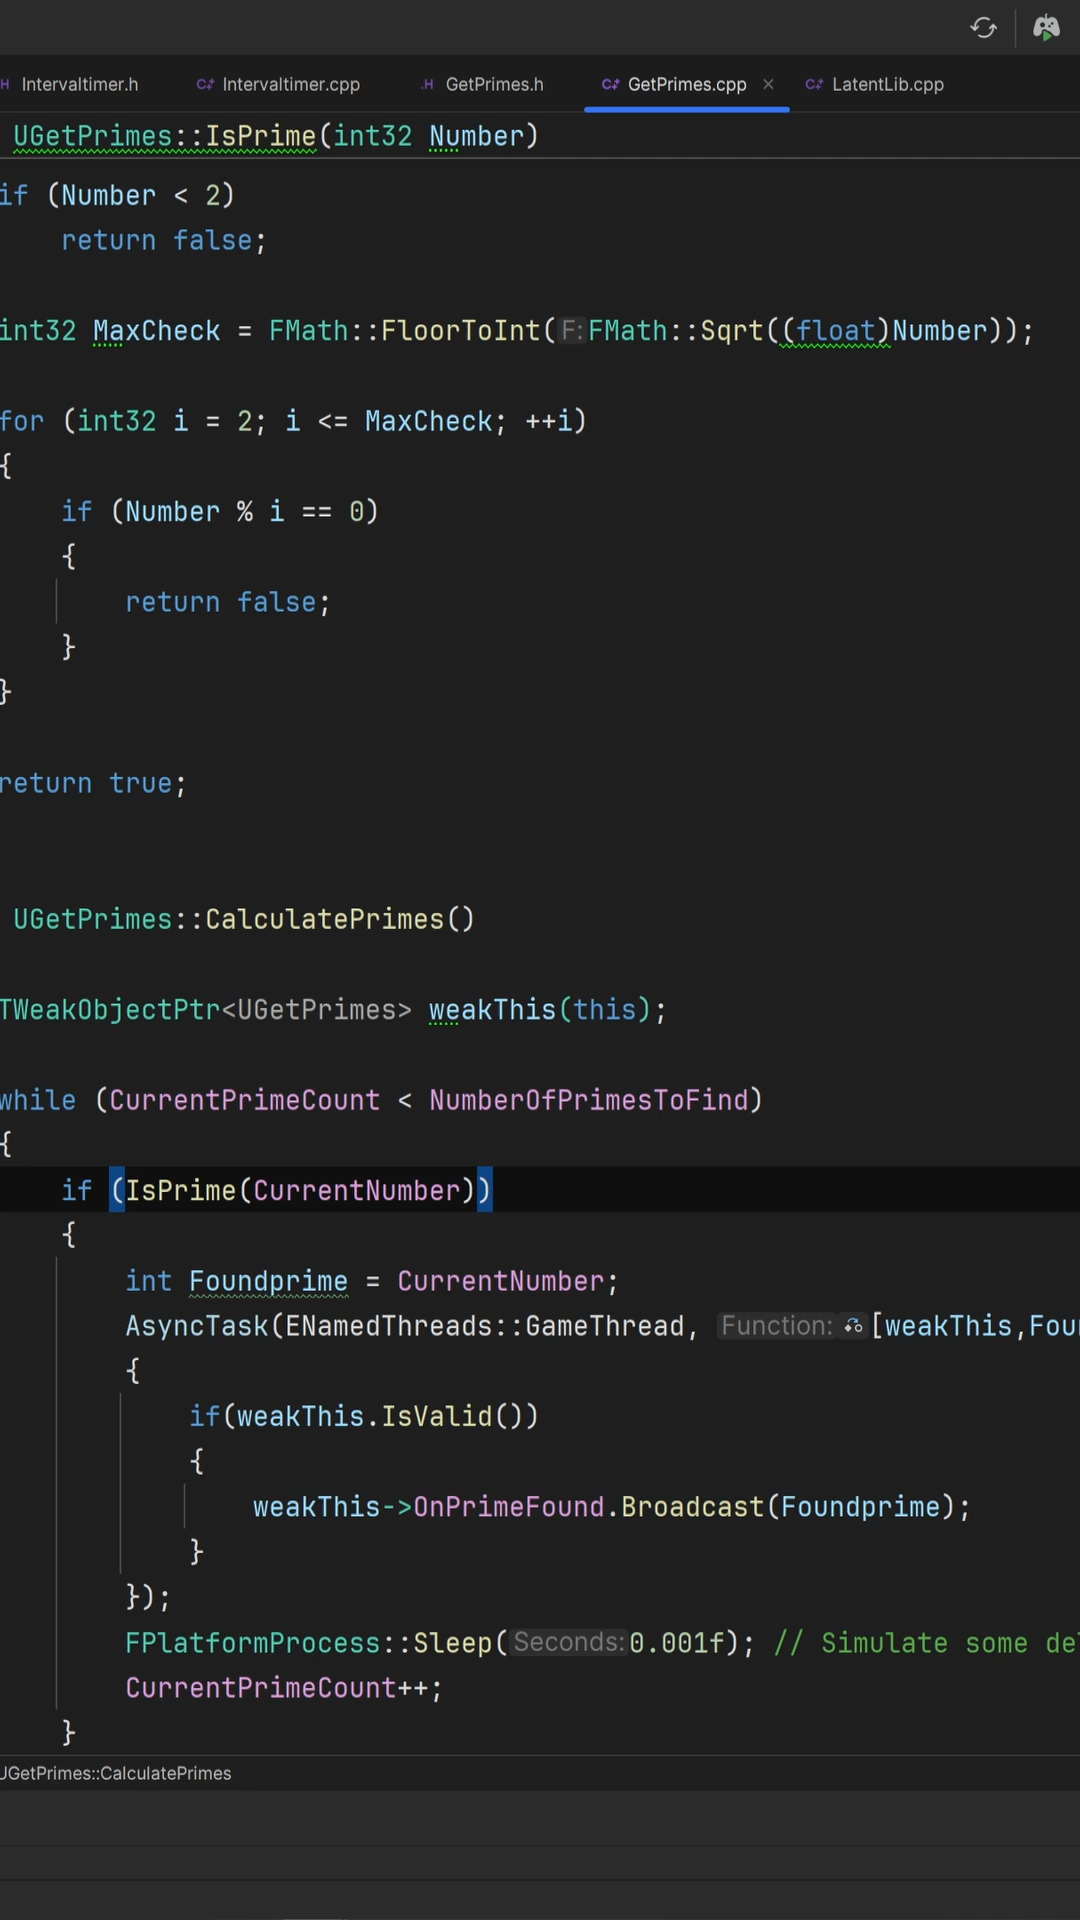 Intervaltimer.h Intervaltimer.cpp GetPrimes.h GetPrimes.cpp LatentLib.cpp
UGetPrimes::IsPrime(int32 Number)
if (Number < 2)
return false;
int32 MaxCheck = FMath::FloorToInt(F:FMath::Sqrt((float)Number));
for (int32 i = 2; i <= MaxCheck; ++i)
{
if (Number % i == 0)
{
return false;
}
}
return true;
UGetPrimes::CalculatePrimes()
TWeakObjectPtr<UGetPrimes> weakThis(this);
while (CurrentPrimeCount < NumberOfPrimesToFind)
{
if (IsPrime(CurrentNumber))
{
int Foundprime = CurrentNumber;
AsyncTask(ENamedThreads::GameThread, Function: [weakThis,Foun
{
if(weakThis.IsValid())
{
weakThis->OnPrimeFound.Broadcast(Foundprime);
}
});
FPlatformProcess::Sleep(Seconds:0.001f); // Simulate some del
CurrentPrimeCount++;
}
UGetPrimes::CalculatePrimes